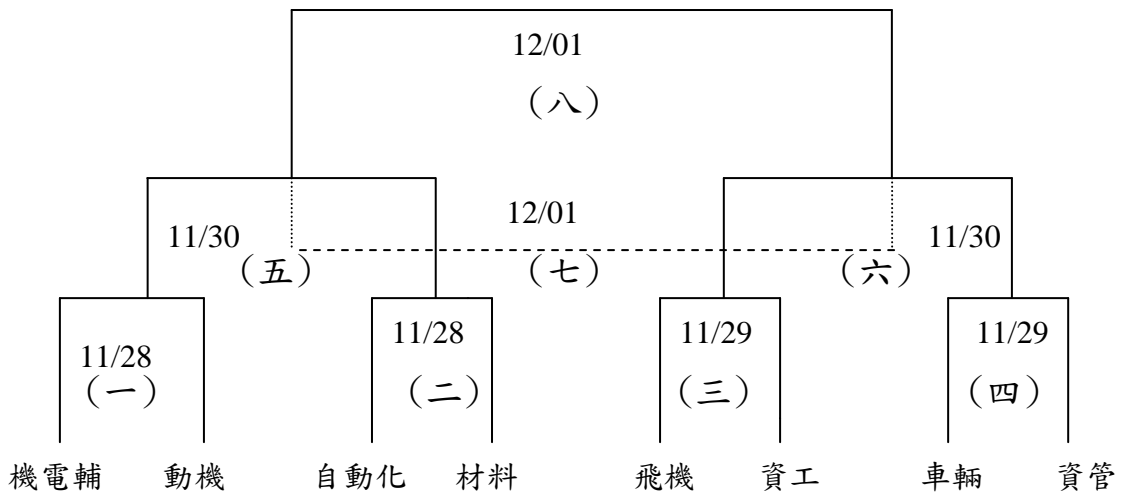 12/01
（八）
11/30
12/01
11/30
（五）
（七）
（六）
11/28
11/28
11/29
11/29
（一）
（二）
（三）
（四）
機電輔 動機 自動化 材料 飛機 資工 車輛 資管